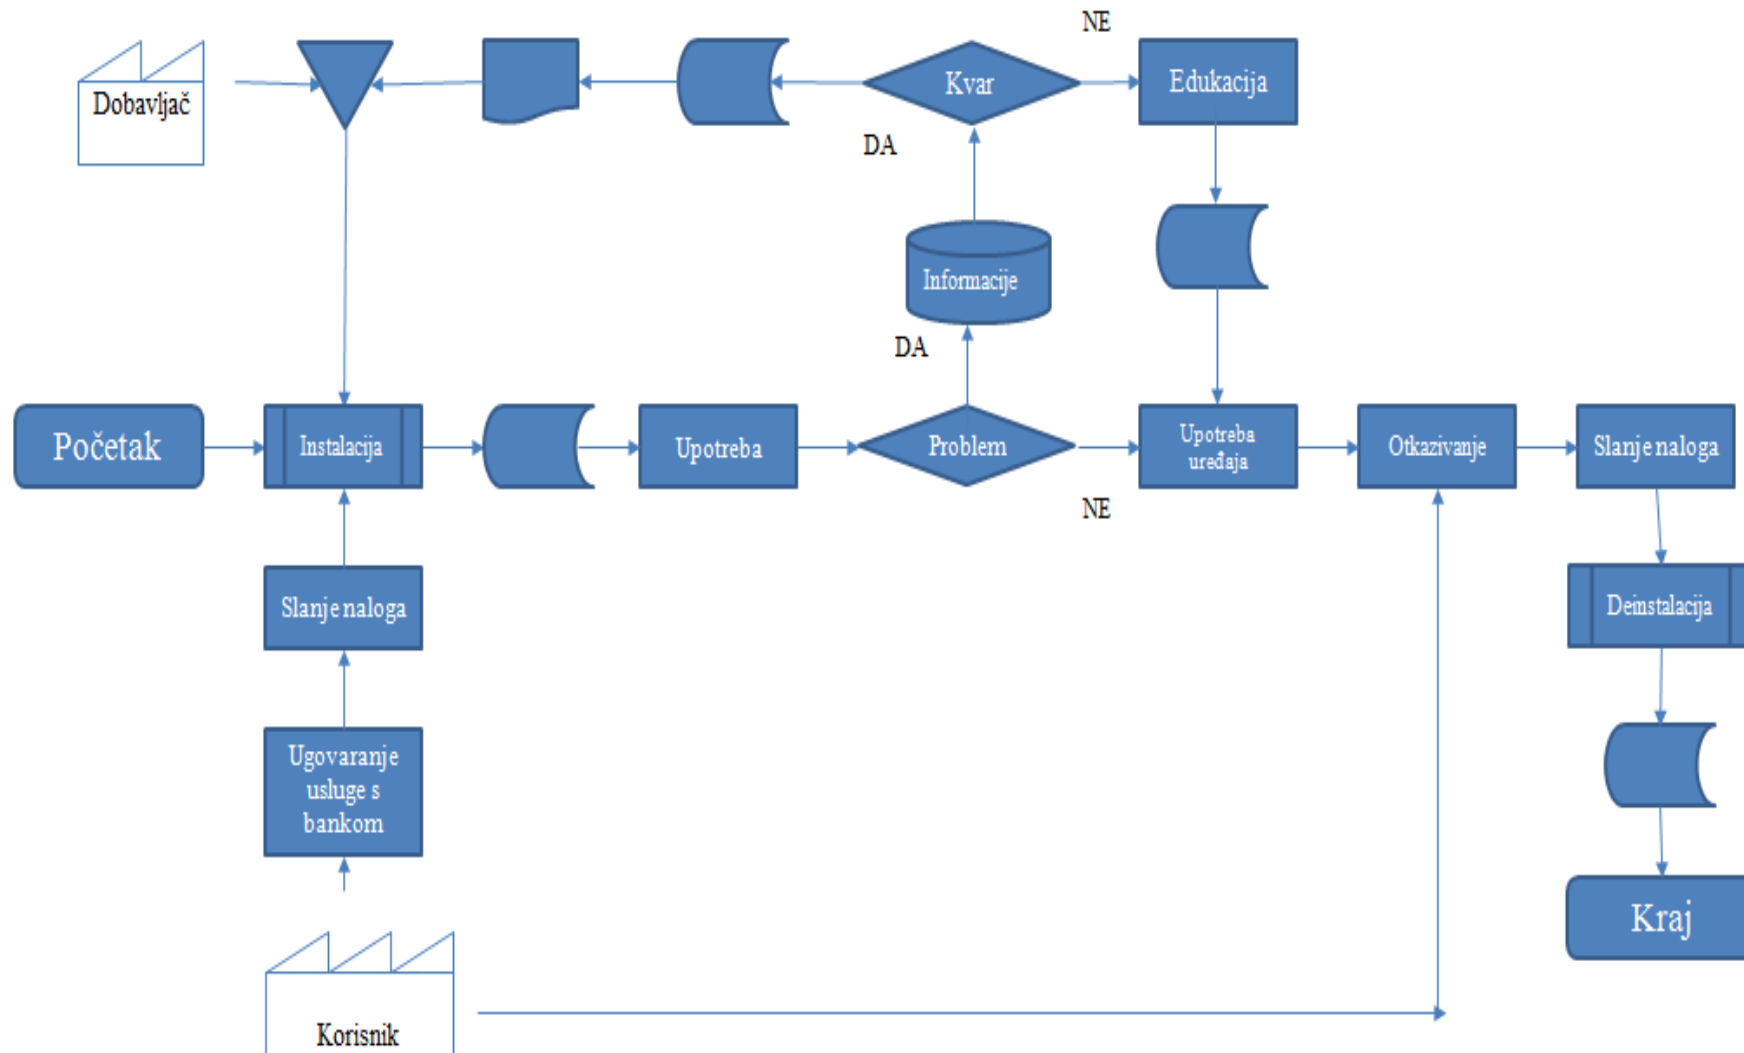 NE
Dobavljač
Kvar
Edukacija
DA
Informacije
DA
Početak
Instalacija
Upotreba
Problem
Upotreba
uređaja
Otkazivanje
Slanje naloga
NE
Slanje naloga
Deinstalacija
Ugovaranje
usluge s
bankom
Kraj
Korisnik